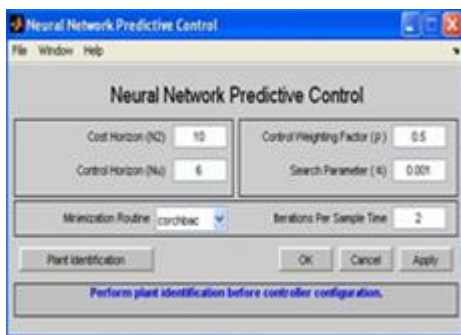 Neural Network Predictive Control
File Window Help
Neural Network Predictive Control
Cost Horizon (N2) 10
Control Weighting Factor (ρ) 0.5
Control Horizon (Nu) 6
Search Parameter (α) 0.001
Minimization Routine csrchbac
Iterations Per Sample Time 2
Plant Identification
OK Cancel Apply
Perform plant identification before controller configuration.